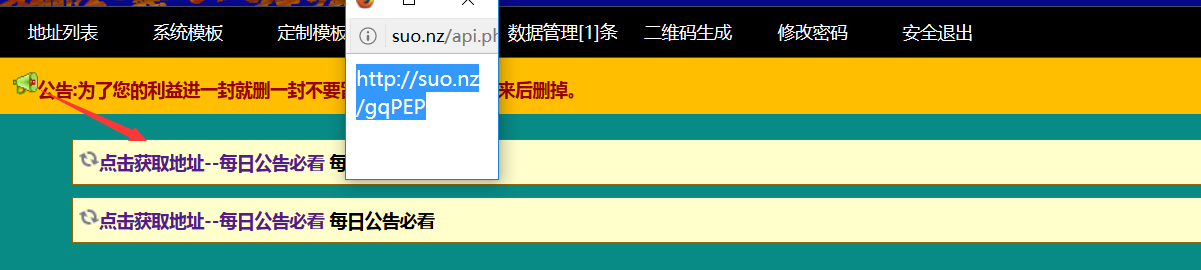 地址列表 系统模板 定制模板 数据管理[1]条 二维码生成 修改密码 安全退出
suo.nz/api.ph
http://suo.nz
/gqPEP
公告:为了您的利益进一封就删一封不要 来后删掉。
点击获取地址--每日公告必看 每
点击获取地址--每日公告必看 每日公告必看